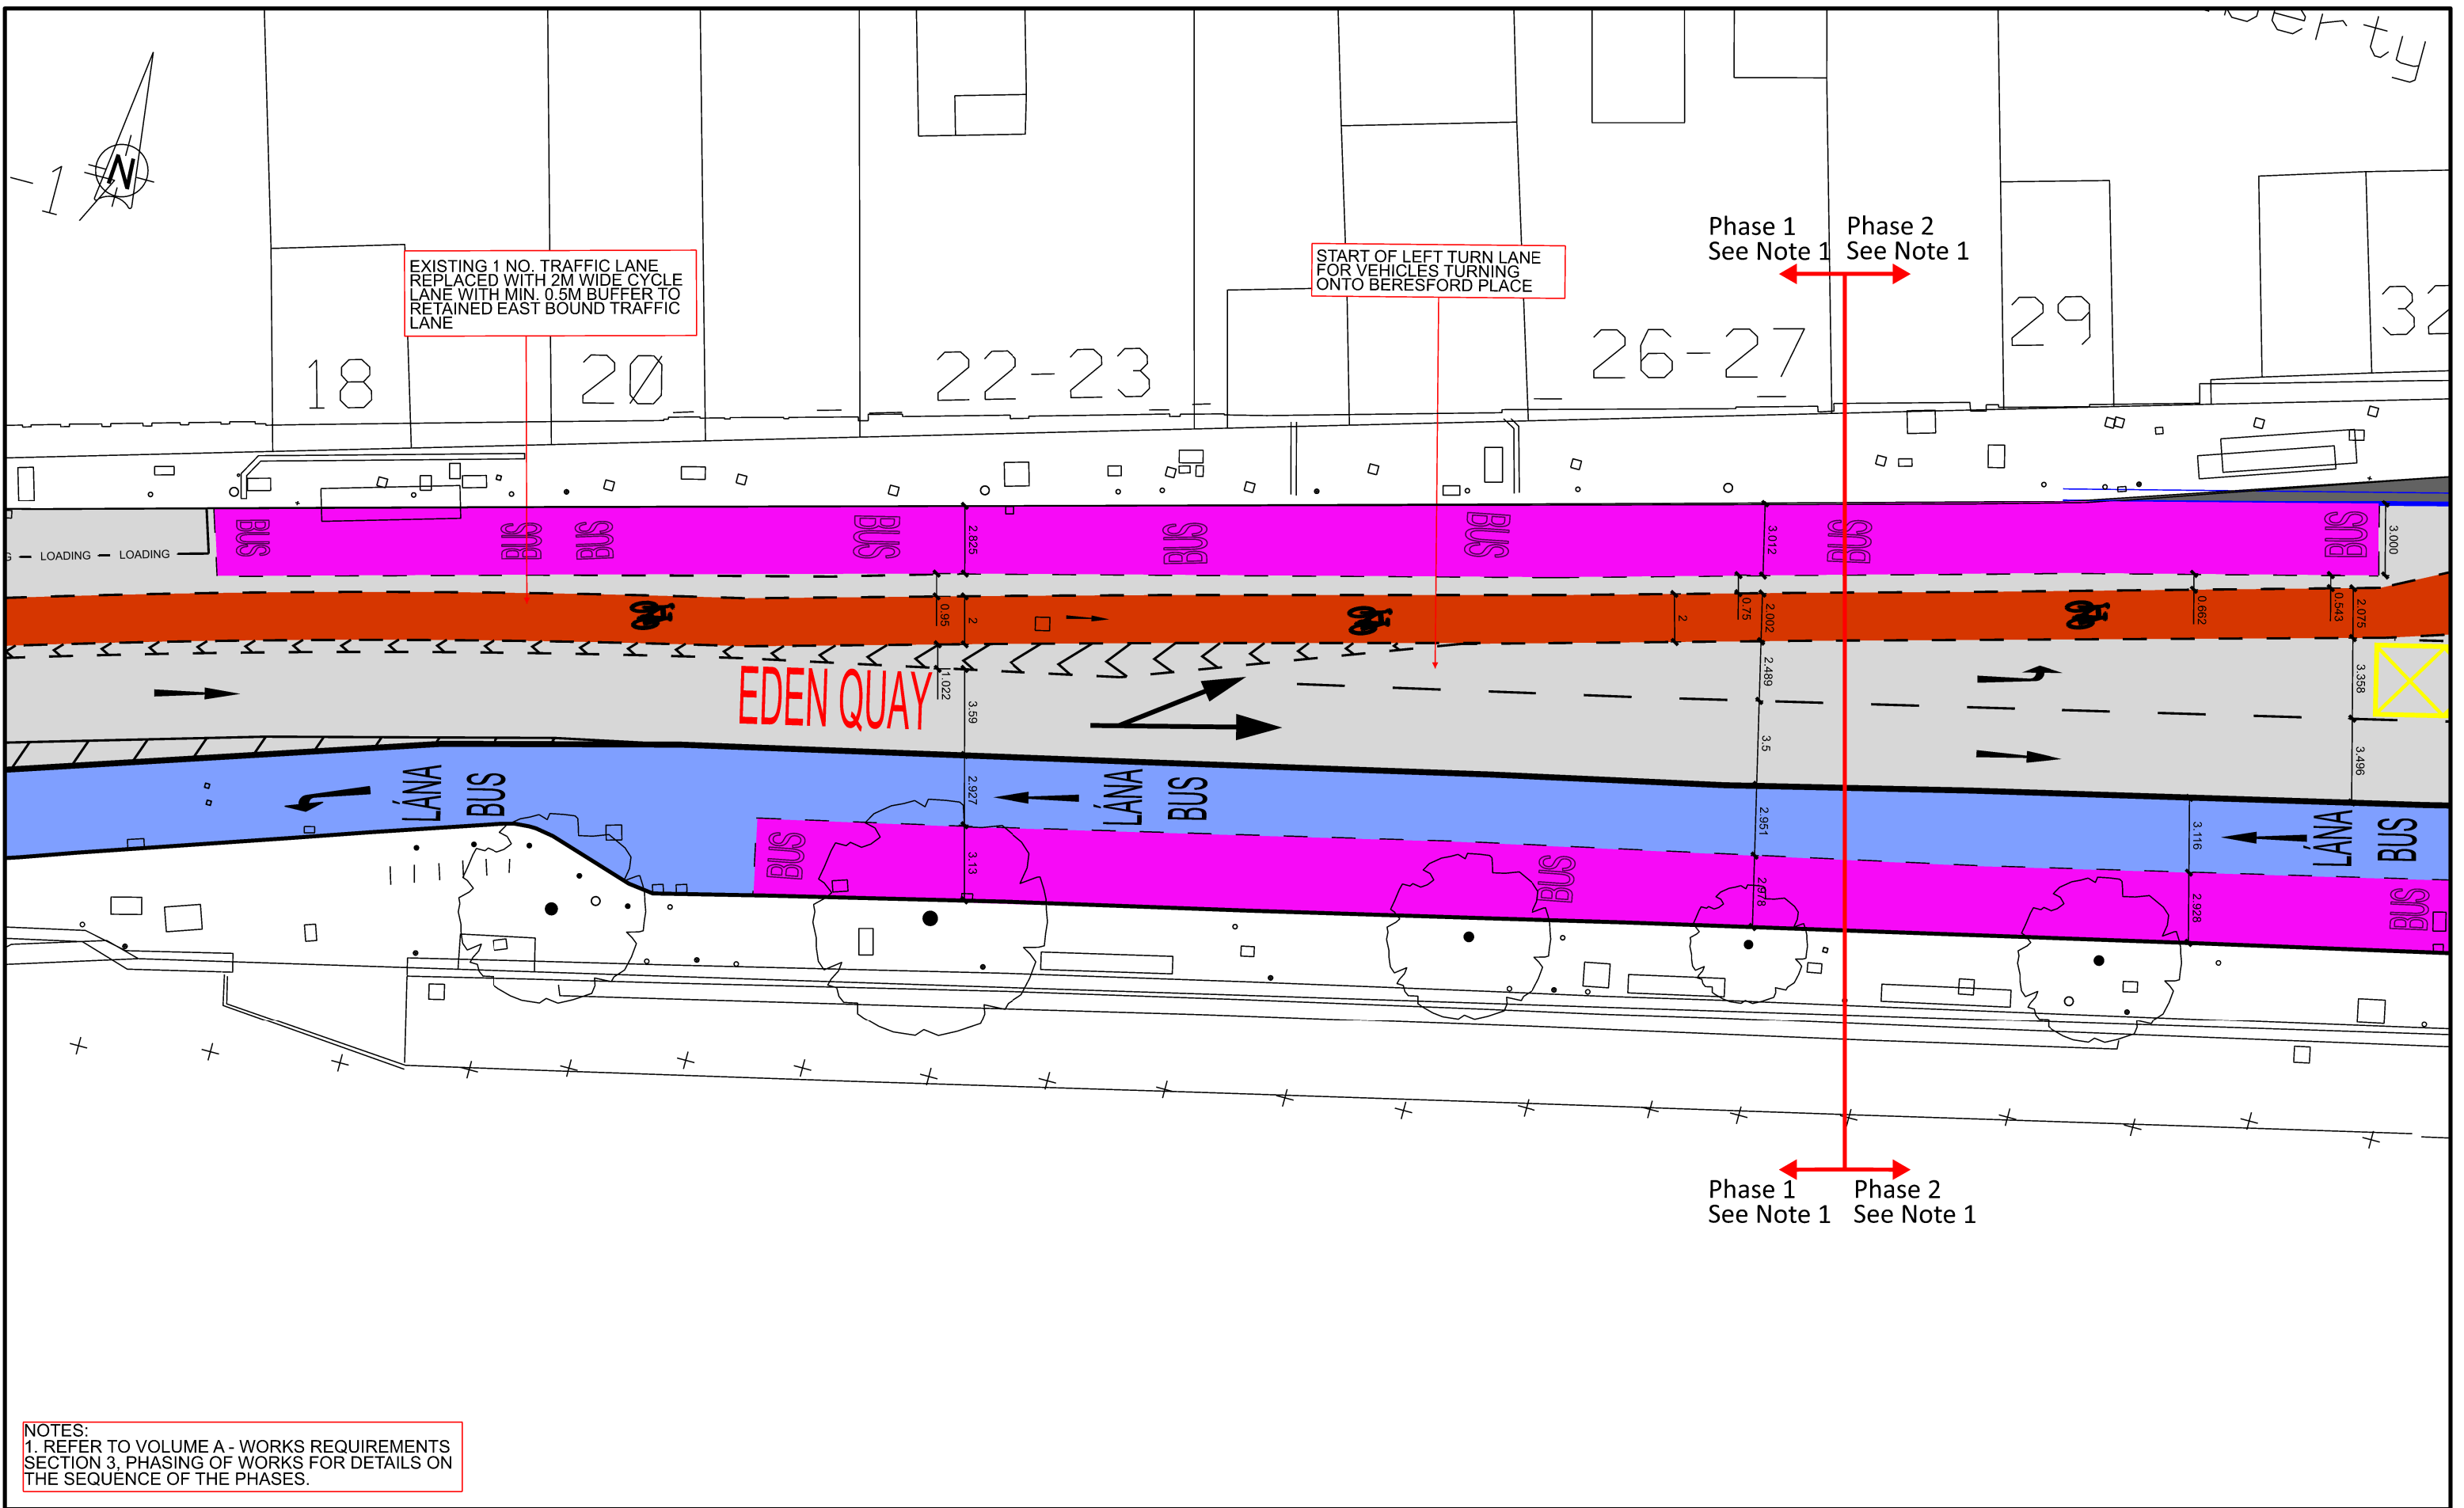 perty
-1
N
Phase 1
See Note 1
Phase 2
See Note 1
EXISTING 1 NO. TRAFFIC LANE
REPLACED WITH 2M WIDE CYCLE
LANE WITH MIN. 0.5M BUFFER TO
RETAINED EAST BOUND TRAFFIC
LANE
START OF LEFT TURN LANE
FOR VEHICLES TURNING
ONTO BERESFORD PLACE
18
20
22-23
26-27
29
32
LOADING
LOADING
BUS
BUS
BUS
BUS
BUS
BUS
BUS
BUS
2.825
3.012
3.000
0.95
2
2
0.75
2.002
0.662
0.543
2.075
EDEN QUAY
1.022
3.59
2.489
3.5
3.358
3.496
LÁNA
BUS
2.927
LÁNA
BUS
2.951
3.116
LÁNA
BUS
BUS
3.13
BUS
2.978
2.928
BUS
Phase 1
See Note 1
Phase 2
See Note 1
NOTES:
1. REFER TO VOLUME A - WORKS REQUIREMENTS
SECTION 3, PHASING OF WORKS FOR DETAILS ON
THE SEQUENCE OF THE PHASES.